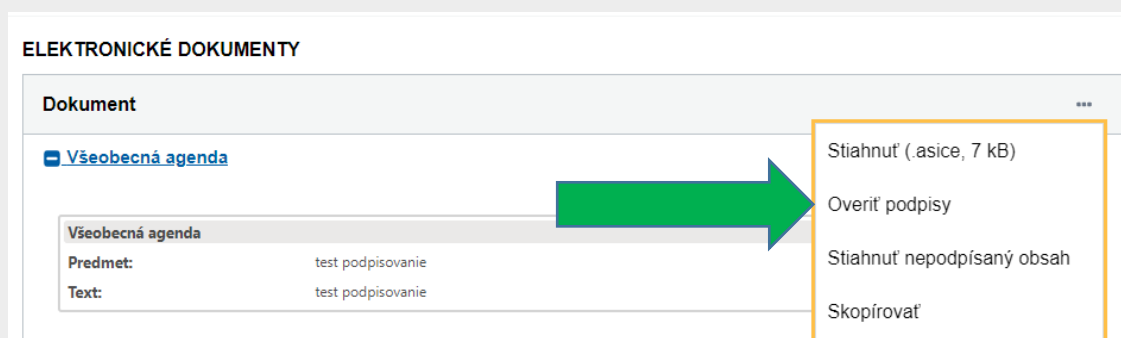 ELEKTRONICKÉ DOKUMENTY
Dokument
Všeobecná agenda
Všeobecná agenda
Predmet: test podpisovanie
Text: test podpisovanie
Stiahnuť (.asice, 7 kB)
Overiť podpisy
Stiahnuť nepodpísaný obsah
Skopírovať